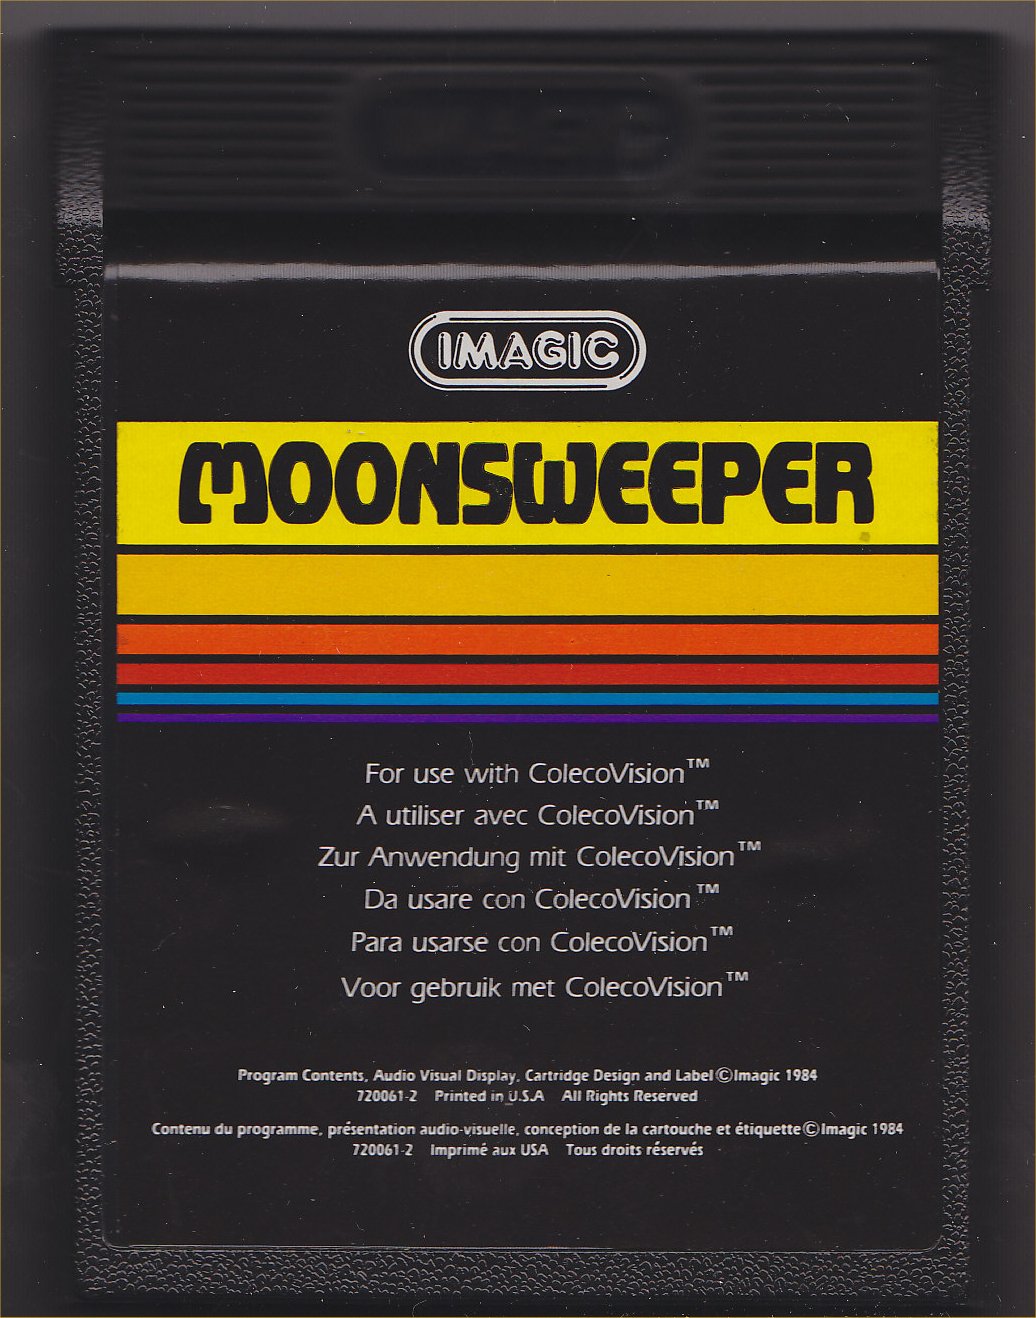 IMAGIC
MOONSWEEPER
For use with ColecoVision™
A utiliser avec ColecoVision™
Zur Anwendung mit ColecoVision™
Da usare con ColecoVision™
Para usarse con ColecoVision™
Voor gebruik met ColecoVision™
Program Contents, Audio Visual Display, Cartridge Design and Label ©Imagic 1984
720061-2 Printed in U.S.A All Rights Reserved
Contenu du programme, présentation audio-visuelle, conception de la cartouche et étiquette ©Imagic 1984
720061-2 Imprimé aux USA Tous droits réservés